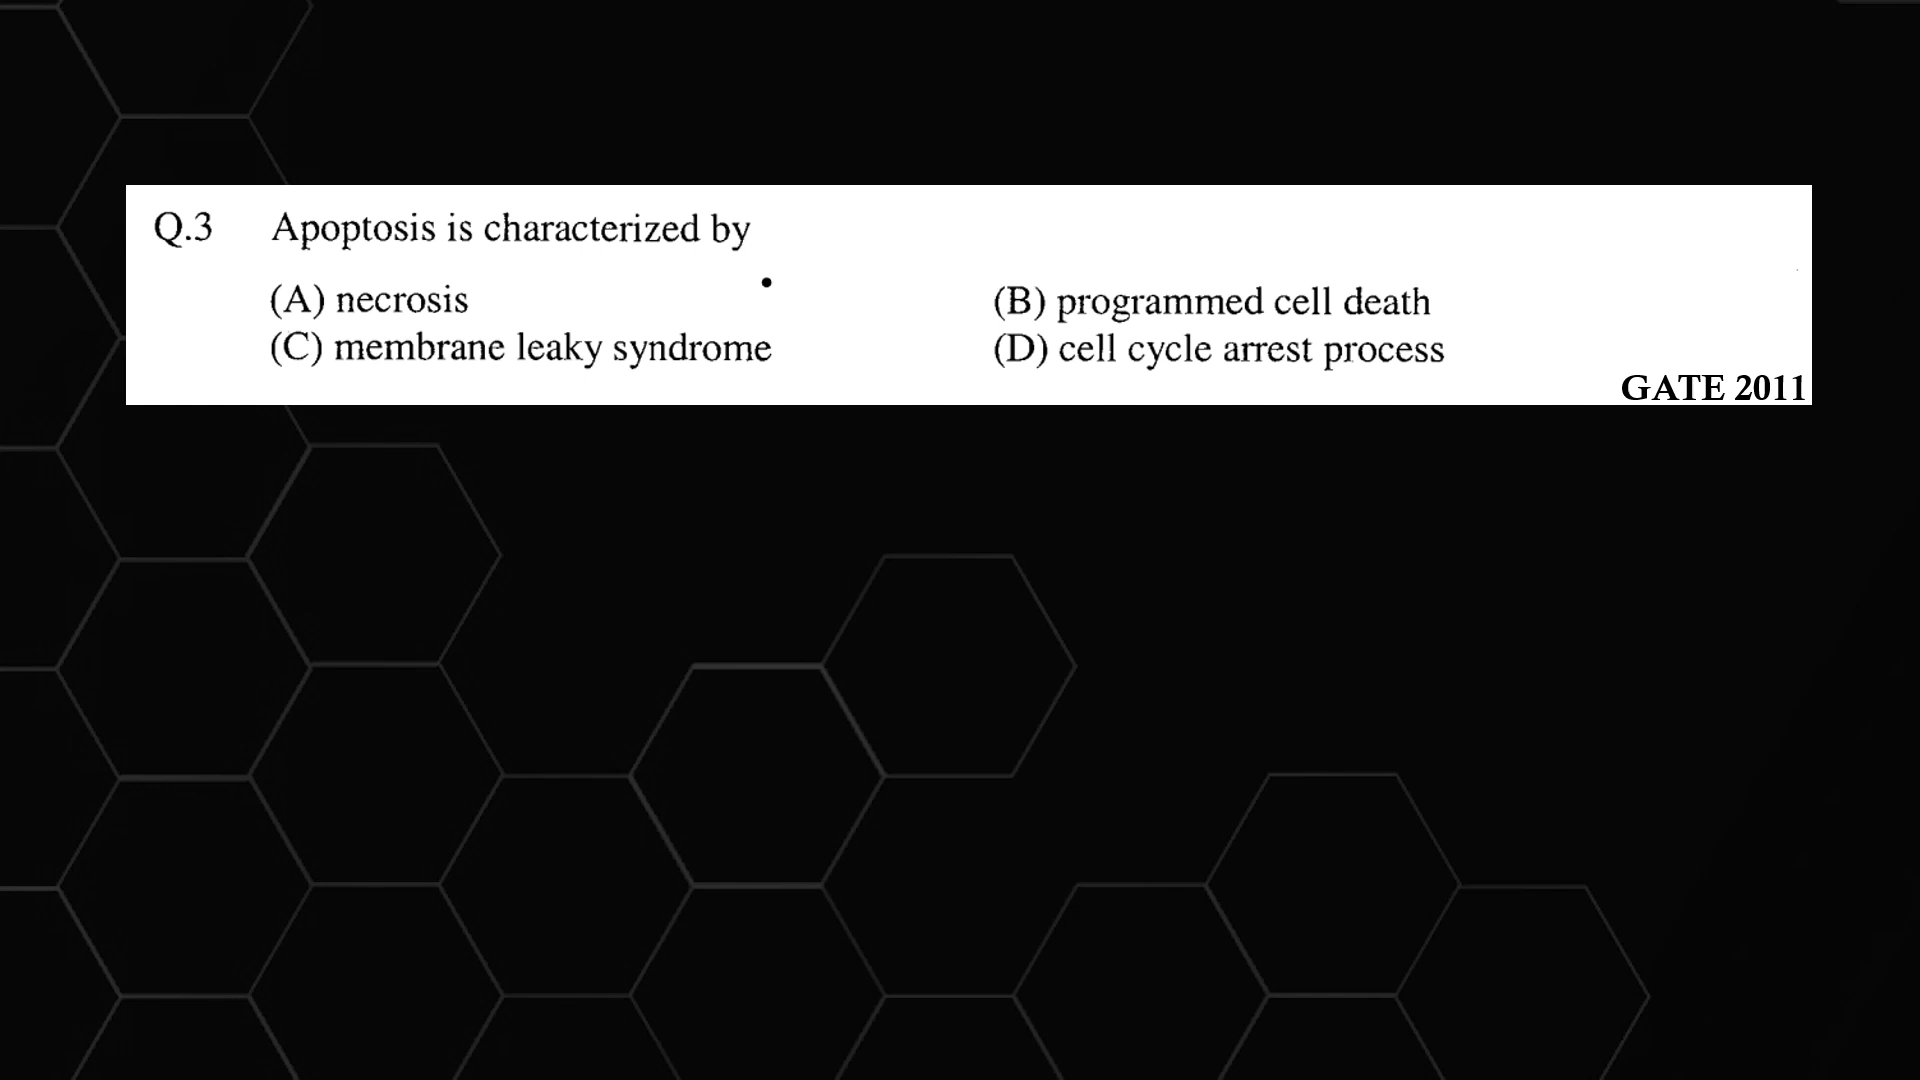 Q.3 Apoptosis is characterized by
(A) necrosis (B) programmed cell death
(C) membrane leaky syndrome (D) cell cycle arrest process
GATE 2011